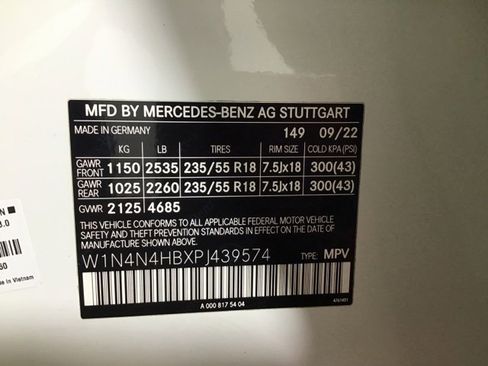 MFD BY MERCEDES-BENZ AG STUTTGART
MADE IN GERMANY 149 09/22
KG LB TIRES RIM SIZE COLD KPA (PSI)
GAWR FRONT 1150 2535 235/55 R18 7.5Jx18 300(43)
GAWR REAR 1025 2260 235/55 R18 7.5Jx18 300(43)
GVWR 2125 4685
THIS VEHICLE CONFORMS TO ALL APPLICABLE FEDERAL MOTOR VEHICLE
SAFETY AND THEFT PREVENTION STANDARDS IN EFFECT ON THE DATE OF
MANUFACTURE SHOWN ABOVE.
W1N4N4HBXPJ439574 TYPE: MPV
A 000 817 54 04
in Vietnam